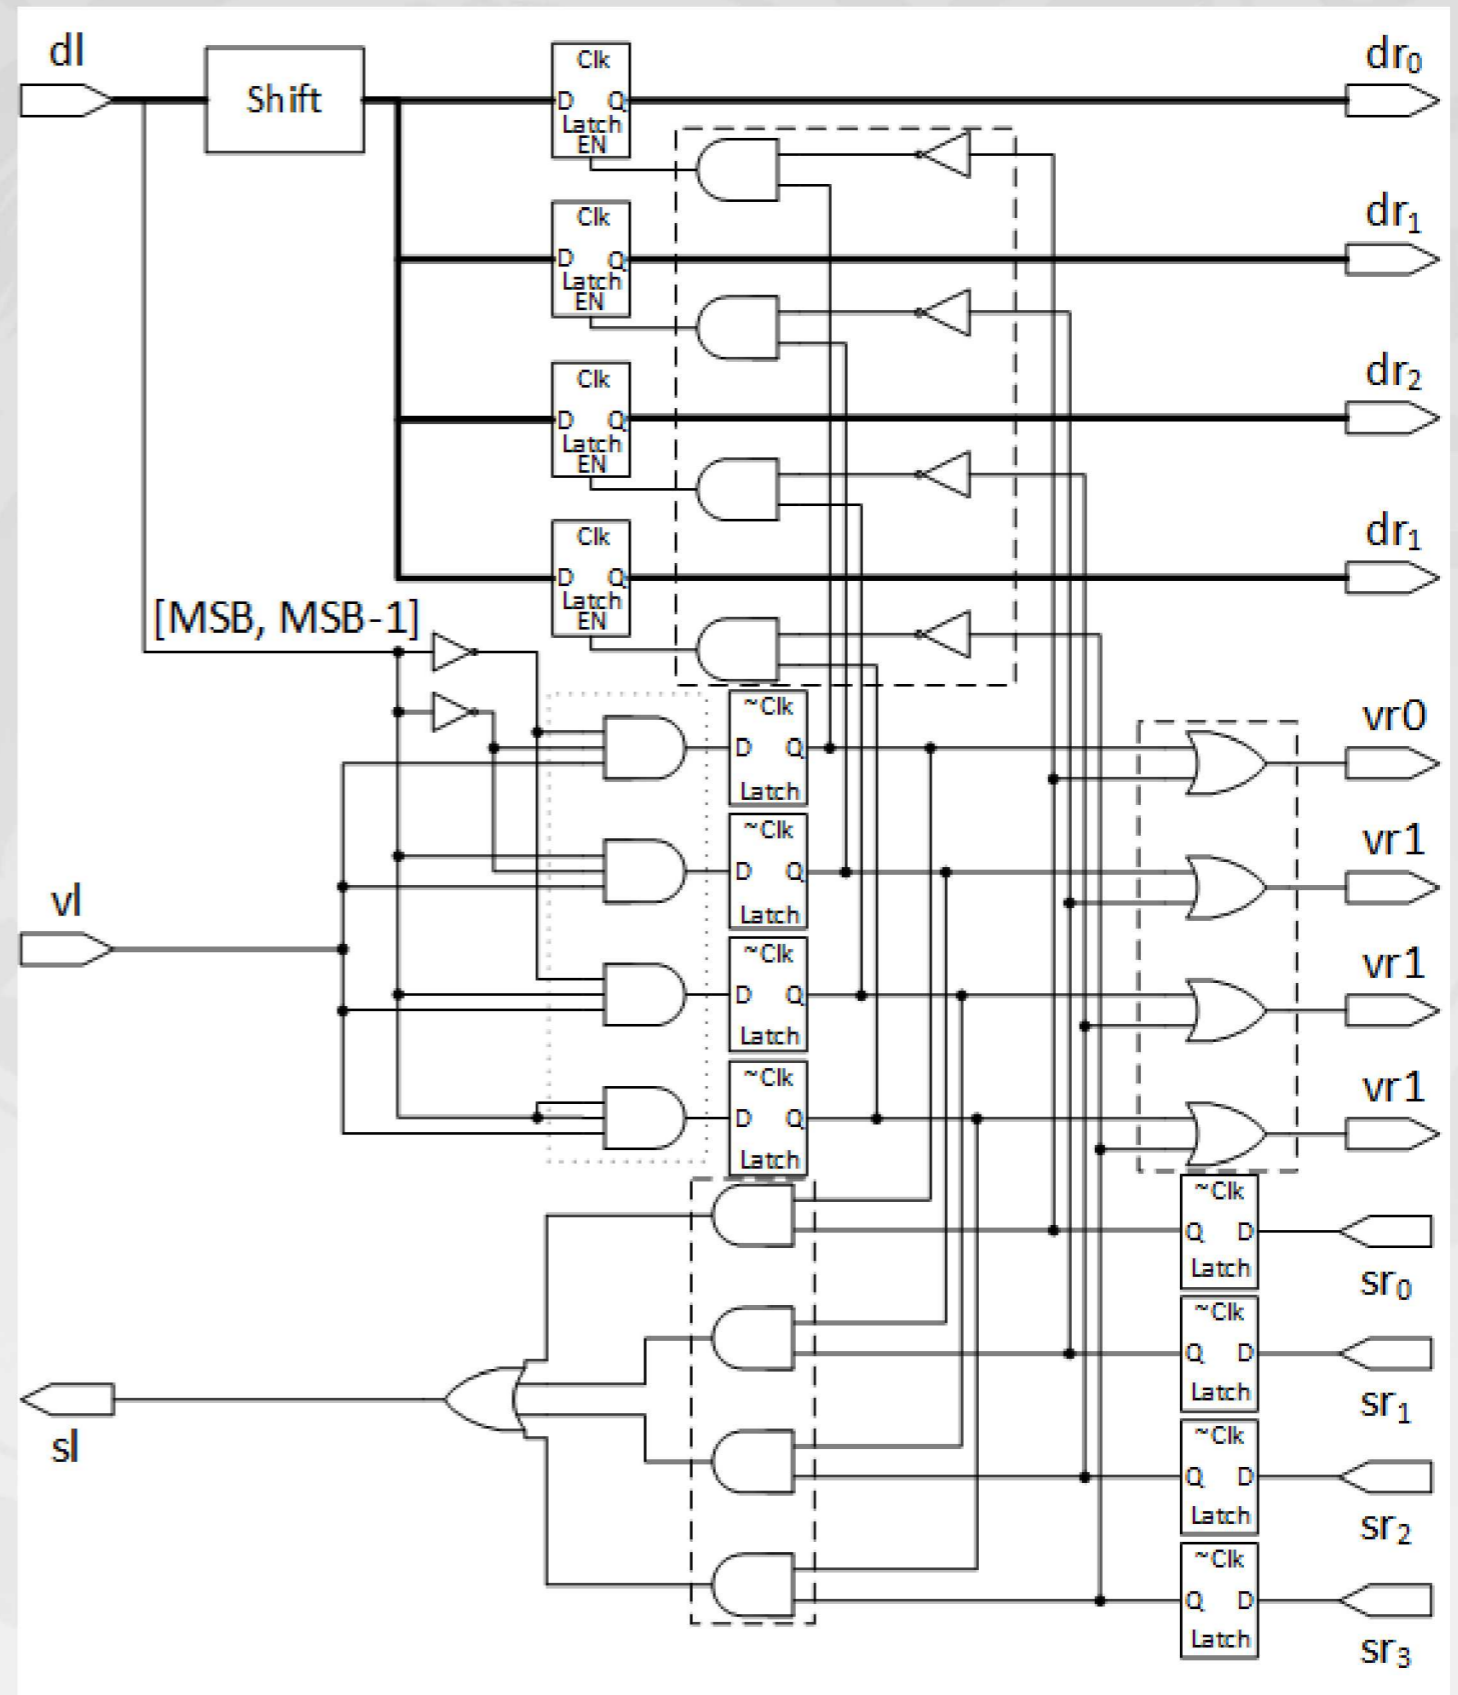 dl
Shift
Clk
D Q
Latch
EN
dr0
Clk
D Q
Latch
EN
dr1
Clk
D Q
Latch
EN
dr2
Clk
D Q
Latch
EN
dr1
[MSB, MSB-1]
~Clk
D Q
Latch
vr0
~Clk
D Q
Latch
vr1
vl
~Clk
D Q
Latch
vr1
~Clk
D Q
Latch
vr1
~Clk
Q D
Latch
sr0
~Clk
Q D
Latch
sr1
sl
~Clk
Q D
Latch
sr2
~Clk
Q D
Latch
sr3